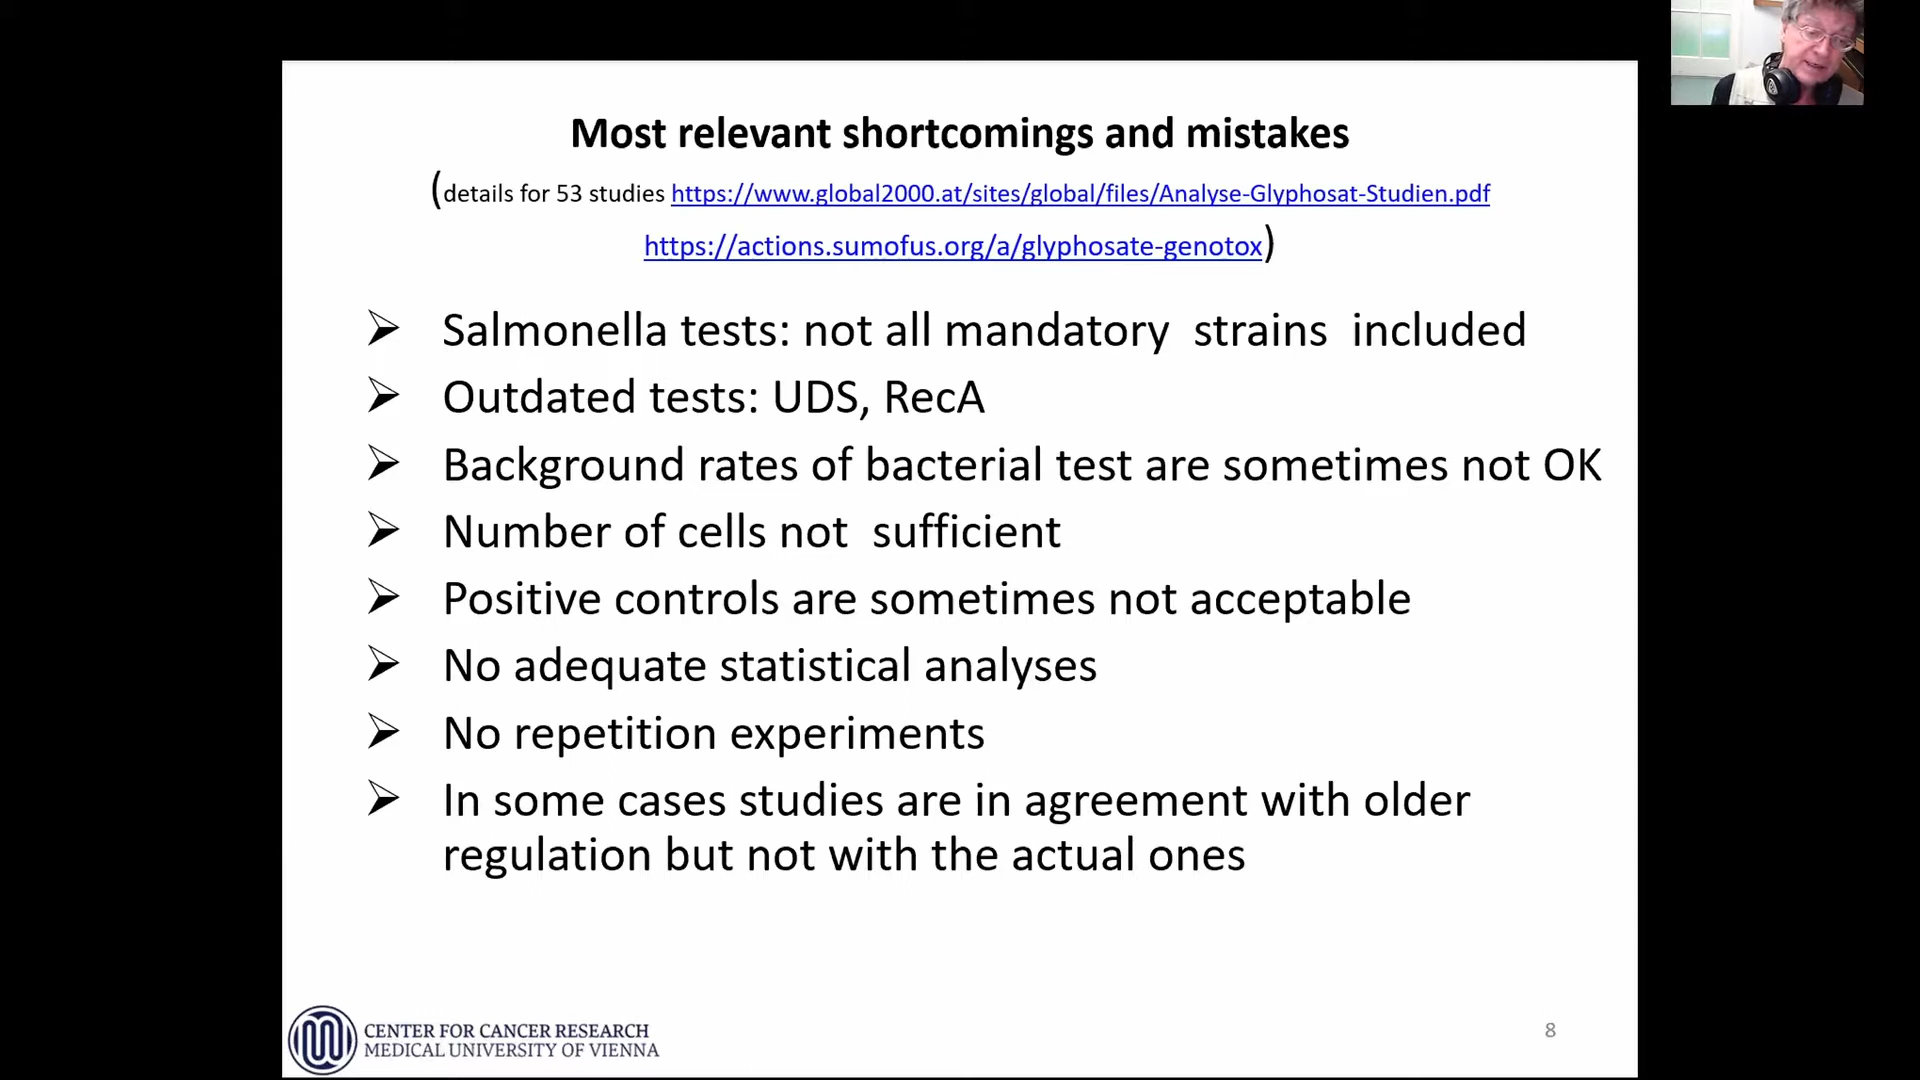 Most relevant shortcomings and mistakes
(details for 53 studies https://www.global2000.at/sites/global/files/Analyse-Glyphosat-Studien.pdf
https://actions.sumofus.org/a/glyphosate-genotox)
➢ Salmonella tests: not all mandatory strains included
➢ Outdated tests: UDS, RecA
➢ Background rates of bacterial test are sometimes not OK
➢ Number of cells not sufficient
➢ Positive controls are sometimes not acceptable
➢ No adequate statistical analyses
➢ No repetition experiments
➢ In some cases studies are in agreement with older
regulation but not with the actual ones
CENTER FOR CANCER RESEARCH
MEDICAL UNIVERSITY OF VIENNA
8